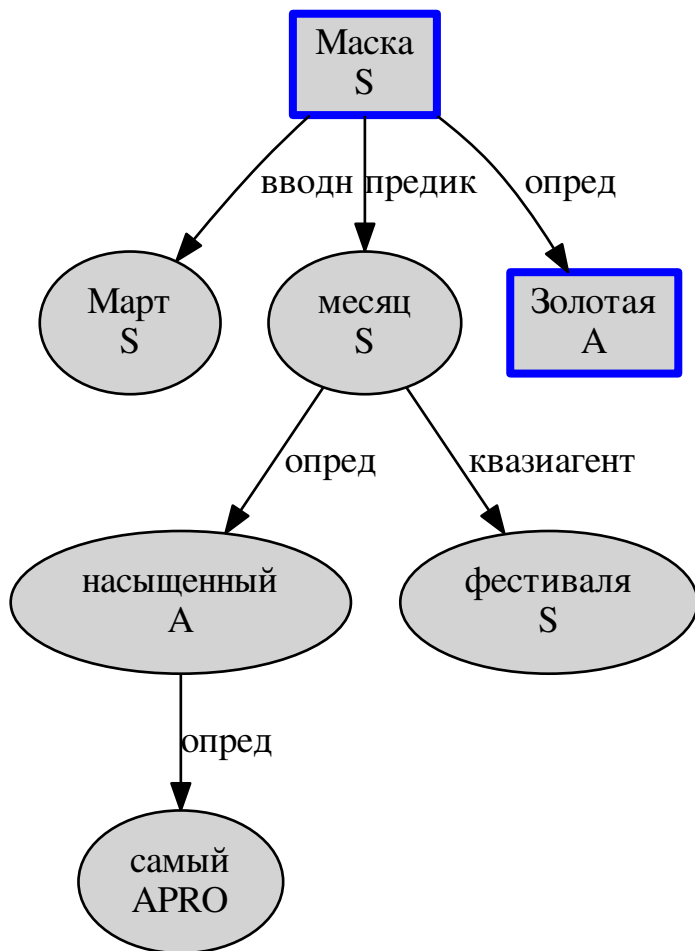 Маска
S
вводн
предик
опред
Март
S
месяц
S
Золотая
A
опред
квазиагент
насыщенный
A
фестиваля
S
опред
самый
APRO